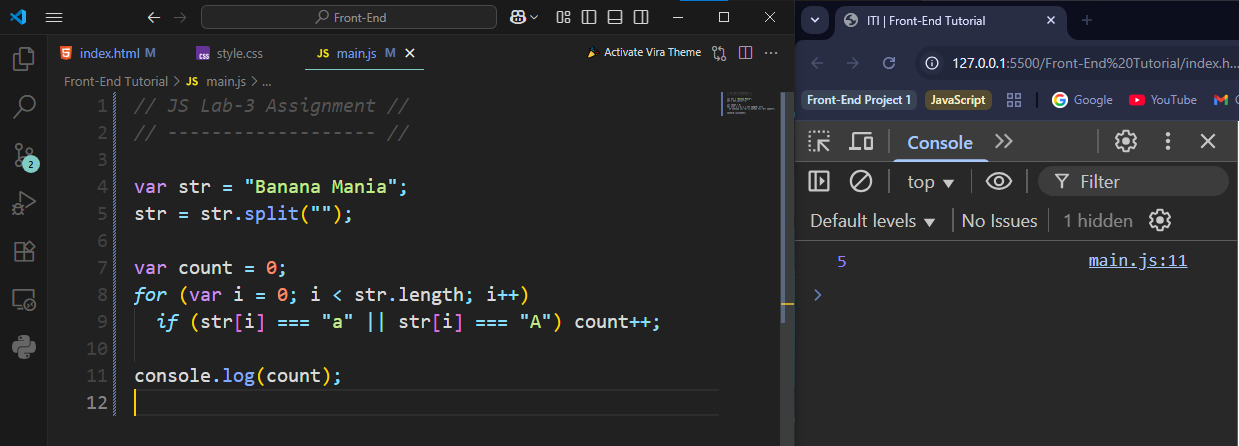 Front-End
index.html M
style.css
main.js M
Activate Vira Theme
Front-End Tutorial > JS main.js > ...
1 // JS Lab-3 Assignment //
2 // ------------------- //
3
4 var str = "Banana Mania";
5 str = str.split("");
6
7 var count = 0;
8 for (var i = 0; i < str.length; i++)
9 if (str[i] === "a" || str[i] === "A") count++;
10
11 console.log(count);
12
2
ITI | Front-End Tutorial
127.0.0.1:5500/Front-End%20Tutorial/index.h...
Front-End Project 1 JavaScript Google YouTube
Console
top Filter
Default levels No Issues 1 hidden
5 main.js:11